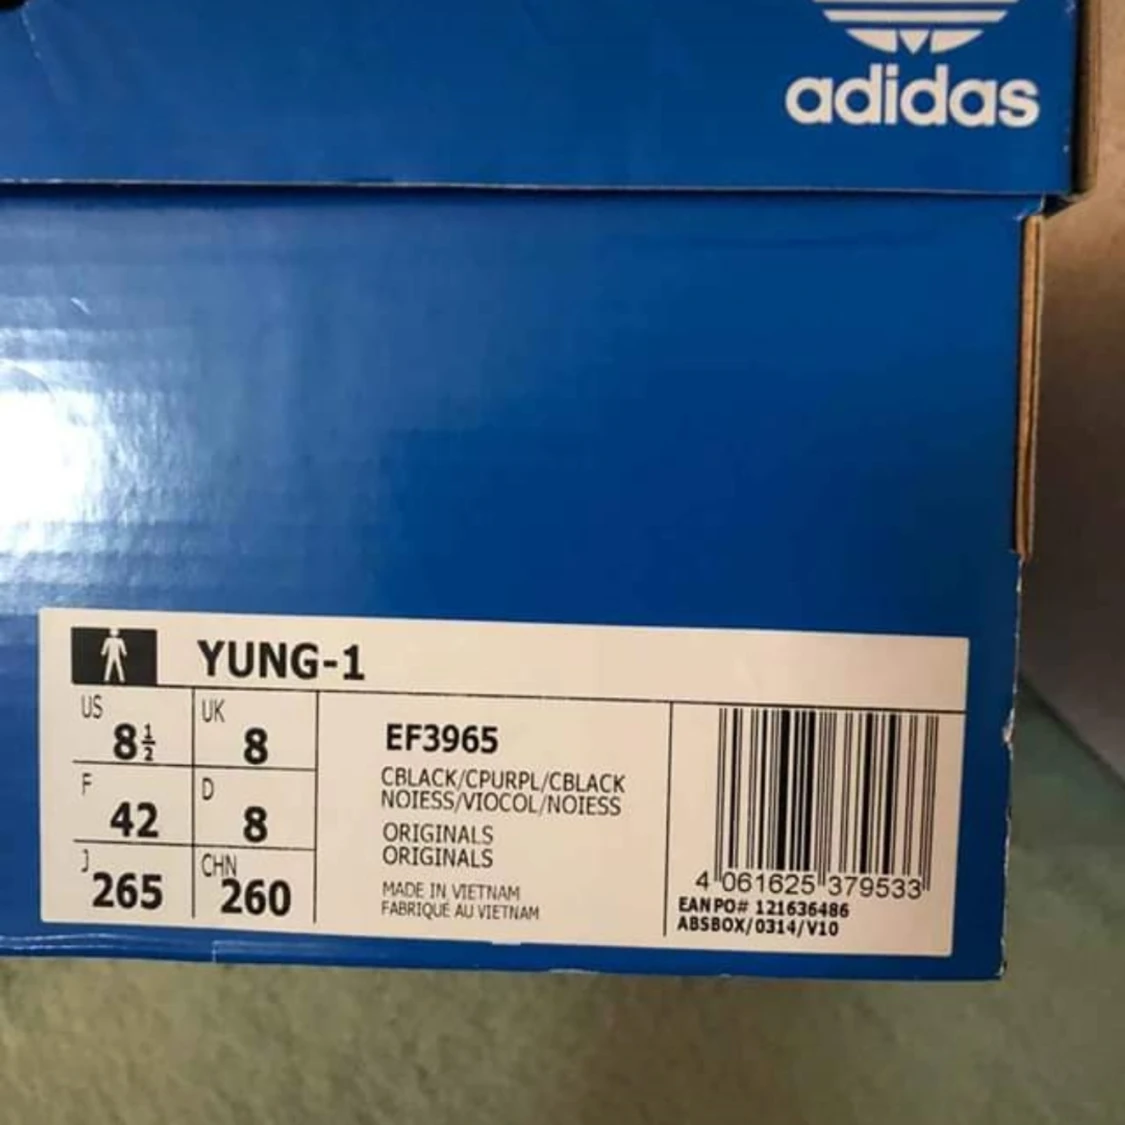 adidas
YUNG-1
US
8½
UK
8
F
42
D
8
J
265
CHN
260
EF3965
CBLACK/CPURPL/CBLACK
NOIESS/VIOCOL/NOIESS
ORIGINALS
ORIGINALS
MADE IN VIETNAM
FABRIQUÉ AU VIETNAM
4 061625 379533
EAN PO# 121636486
ABSBOX/0314/V10